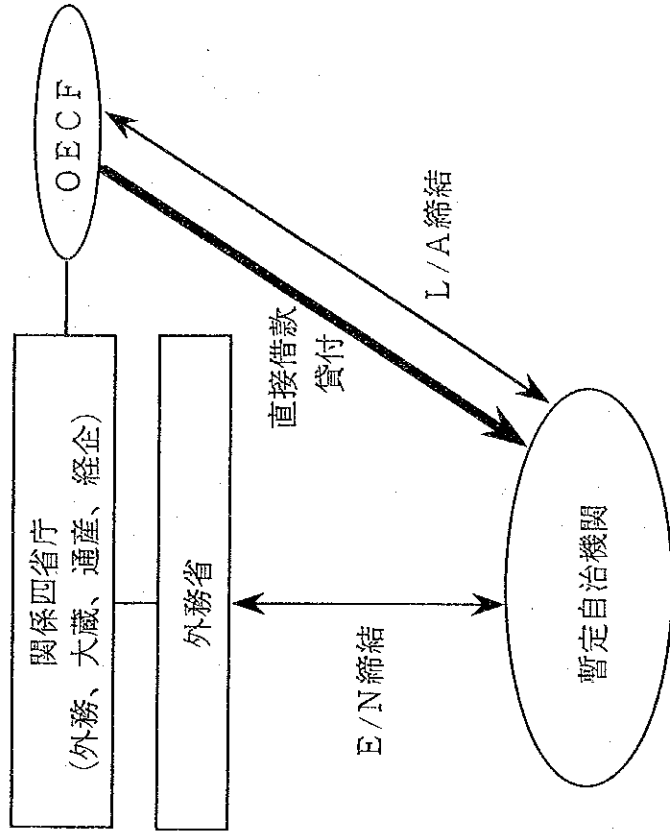 関係四省庁
(外務、大蔵、通産、経企)
OECF
外務省
直接借款
貸付
L/A締結
E/N締結
暫定自治機関